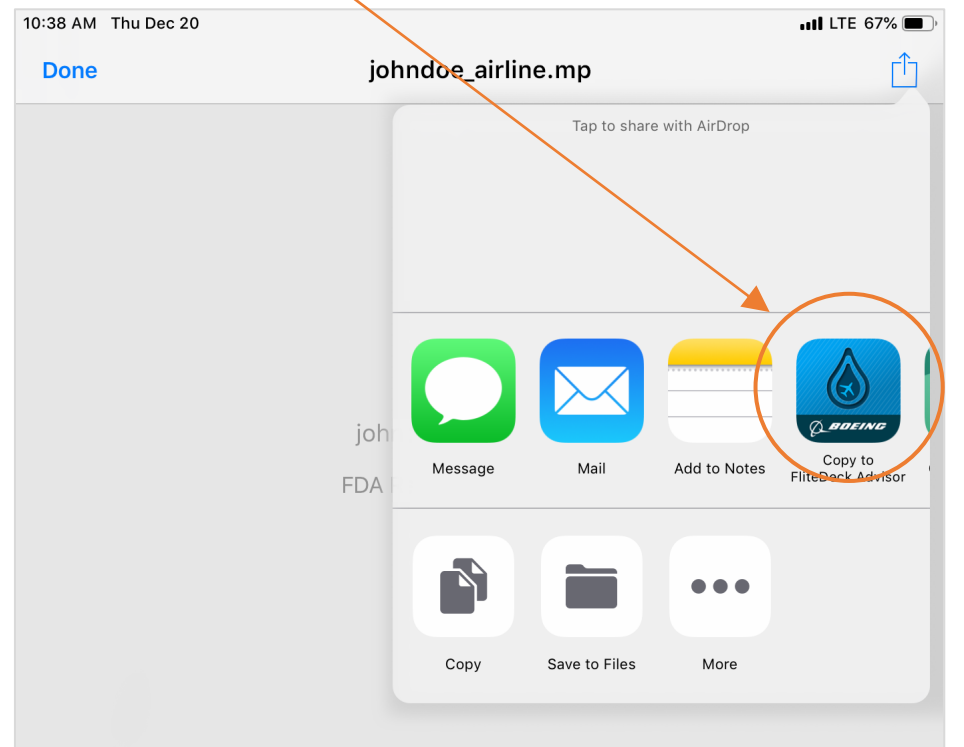 10:38 AM Thu Dec 20
LTE 67%
Done
johndoe_airline.mp
Tap to share with AirDrop
joh
FDA
BOEING
Message
Mail
Add to Notes
Copy to
FliteDeck Advisor
Copy
Save to Files
More